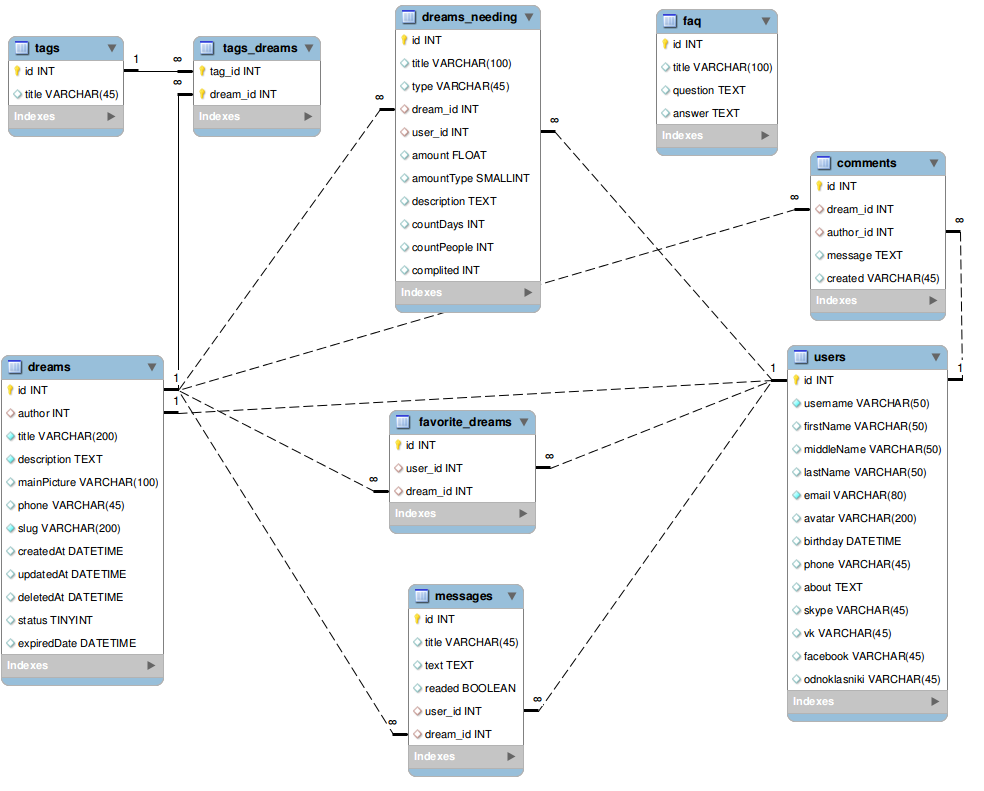 tags
id INT
title VARCHAR(45)
Indexes
1
∞
∞
tags_dreams
tag_id INT
dream_id INT
Indexes
dreams_needing
id INT
title VARCHAR(100)
type VARCHAR(45)
dream_id INT
user_id INT
amount FLOAT
amountType SMALLINT
description TEXT
countDays INT
countPeople INT
complited INT
Indexes
∞
∞
faq
id INT
title VARCHAR(100)
question TEXT
answer TEXT
Indexes
comments
id INT
dream_id INT
author_id INT
message TEXT
created VARCHAR(45)
Indexes
∞
∞
dreams
id INT
author INT
title VARCHAR(200)
description TEXT
mainPicture VARCHAR(100)
phone VARCHAR(45)
slug VARCHAR(200)
createdAt DATETIME
updatedAt DATETIME
deletedAt DATETIME
status TINYINT
expiredDate DATETIME
Indexes
1
1
favorite_dreams
id INT
user_id INT
dream_id INT
Indexes
∞
∞
messages
id INT
title VARCHAR(45)
text TEXT
readed BOOLEAN
user_id INT
dream_id INT
Indexes
∞
∞
users
id INT
username VARCHAR(50)
firstName VARCHAR(50)
middleName VARCHAR(50)
lastName VARCHAR(50)
email VARCHAR(80)
avatar VARCHAR(200)
birthday DATETIME
phone VARCHAR(45)
about TEXT
skype VARCHAR(45)
vk VARCHAR(45)
facebook VARCHAR(45)
odnoklasniki VARCHAR(45)
Indexes
1
1